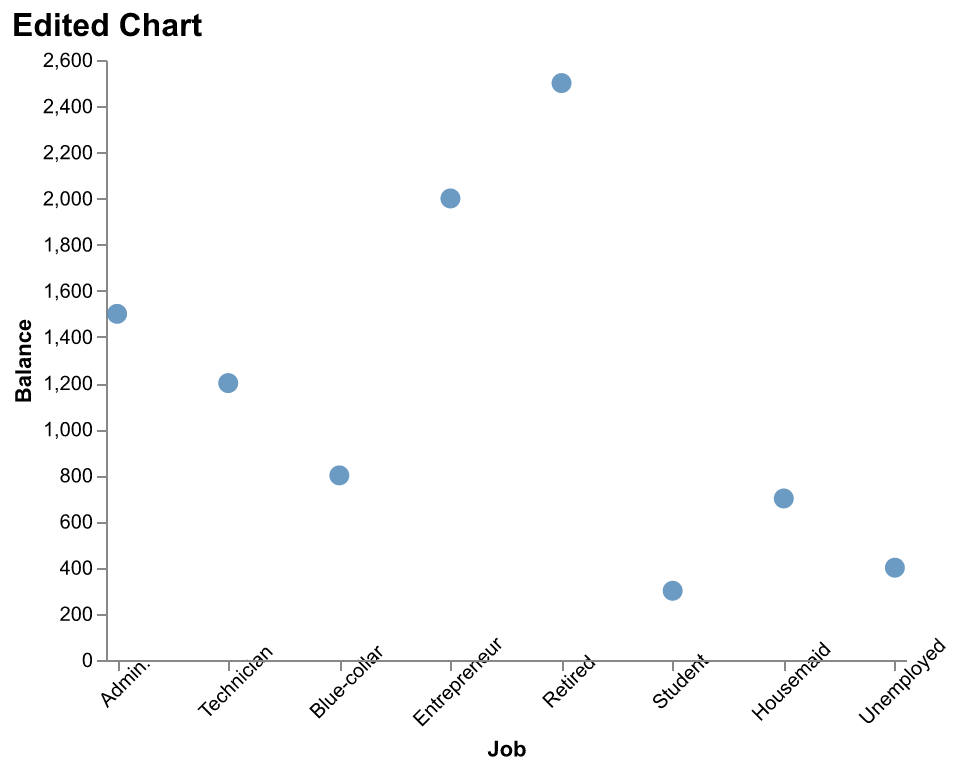 Edited Chart
2,600
2,400
2,200
2,000
1,800
1,600
1,400
1,200
1,000
800
600
400
200
0
Balance
Admin.
Technician
Blue-collar
Entrepreneur
Retired
Student
Housemaid
Unemployed
Job